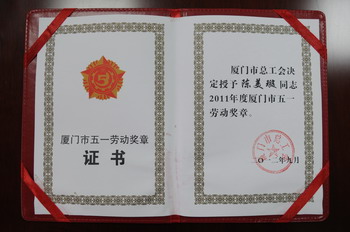 厦门市五一劳动奖章
证书
厦门市总工会决
定授予陈美琬同志
2011年度厦门市五一
劳动奖章。
二〇一二年九月